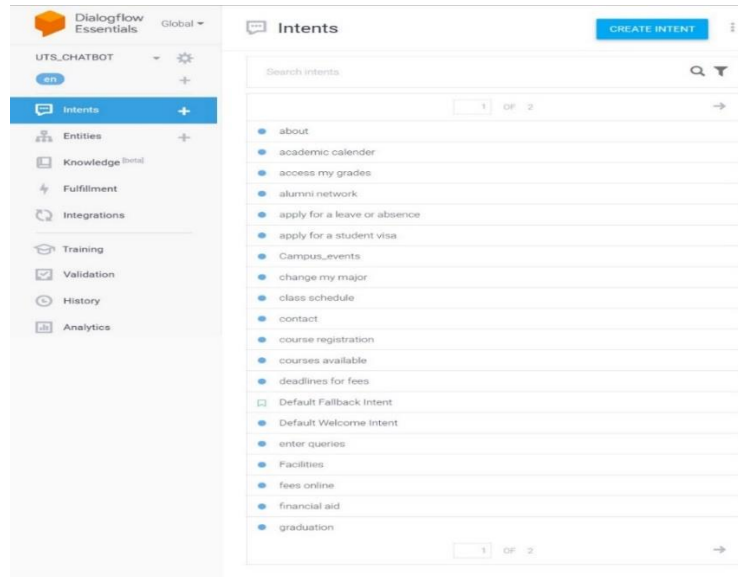 Dialogflow
Essentials
Global
UTS_CHATBOT
en
Intents
Entities
Knowledge [beta]
Fulfillment
Integrations
Training
Validation
History
Analytics
Intents
CREATE INTENT
Search intents
1 OF 2
about
academic calender
access my grades
alumni network
apply for a leave or absence
apply for a student visa
Campus_events
change my major
class schedule
contact
course registration
courses available
deadlines for fees
Default Fallback Intent
Default Welcome Intent
enter queries
Facilities
fees online
financial aid
graduation
1 OF 2